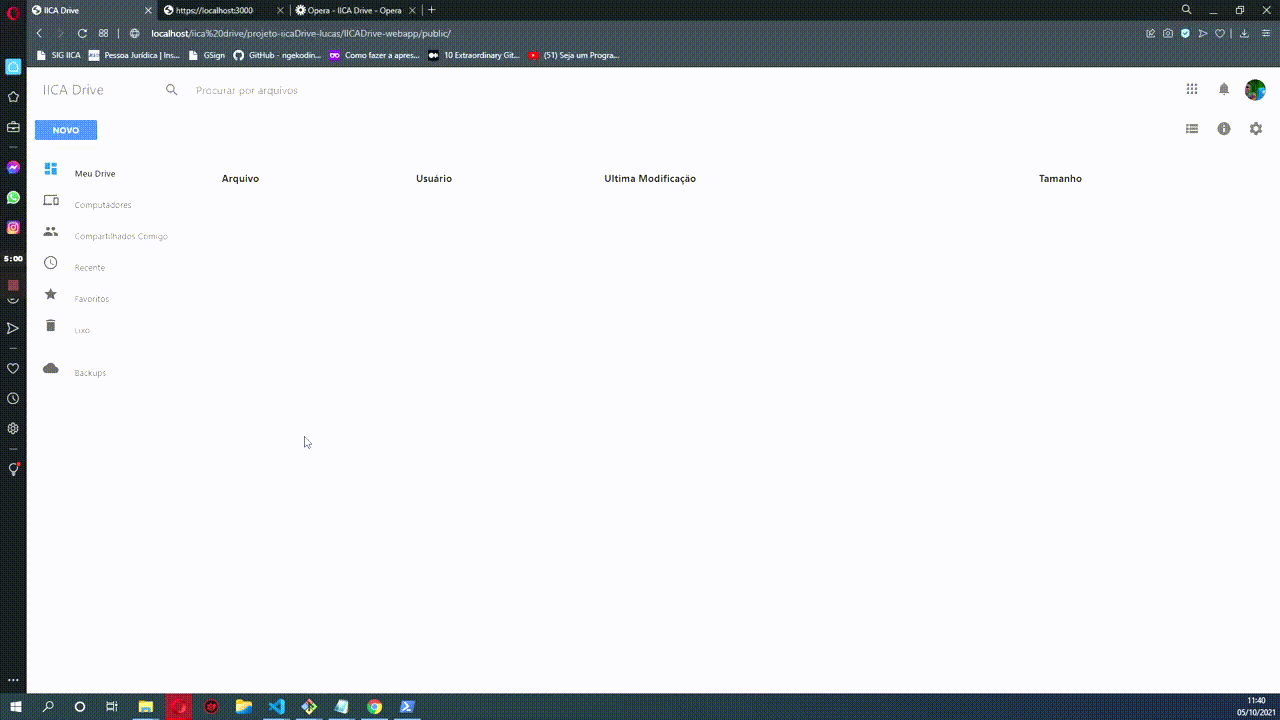 IICA Drive
https://localhost:3000
Opera - IICA Drive - Opera
localhost/iica%20drive/projeto-iicaDrive-lucas/IICADrive-webapp/public/
SIG IICA
Pessoa Jurídica | Ins...
GSign
GitHub - ngekodin...
Como fazer a apres...
10 Extraordinary Git...
(51) Seja um Progra...
IICA Drive
Procurar por arquivos
NOVO
Meu Drive
Arquivo
Usuário
Ultima Modificação
Tamanho
Computadores
Compartilhados Comigo
5:00
Recente
Favoritos
Lixo
Backups
11:40
05/10/2021